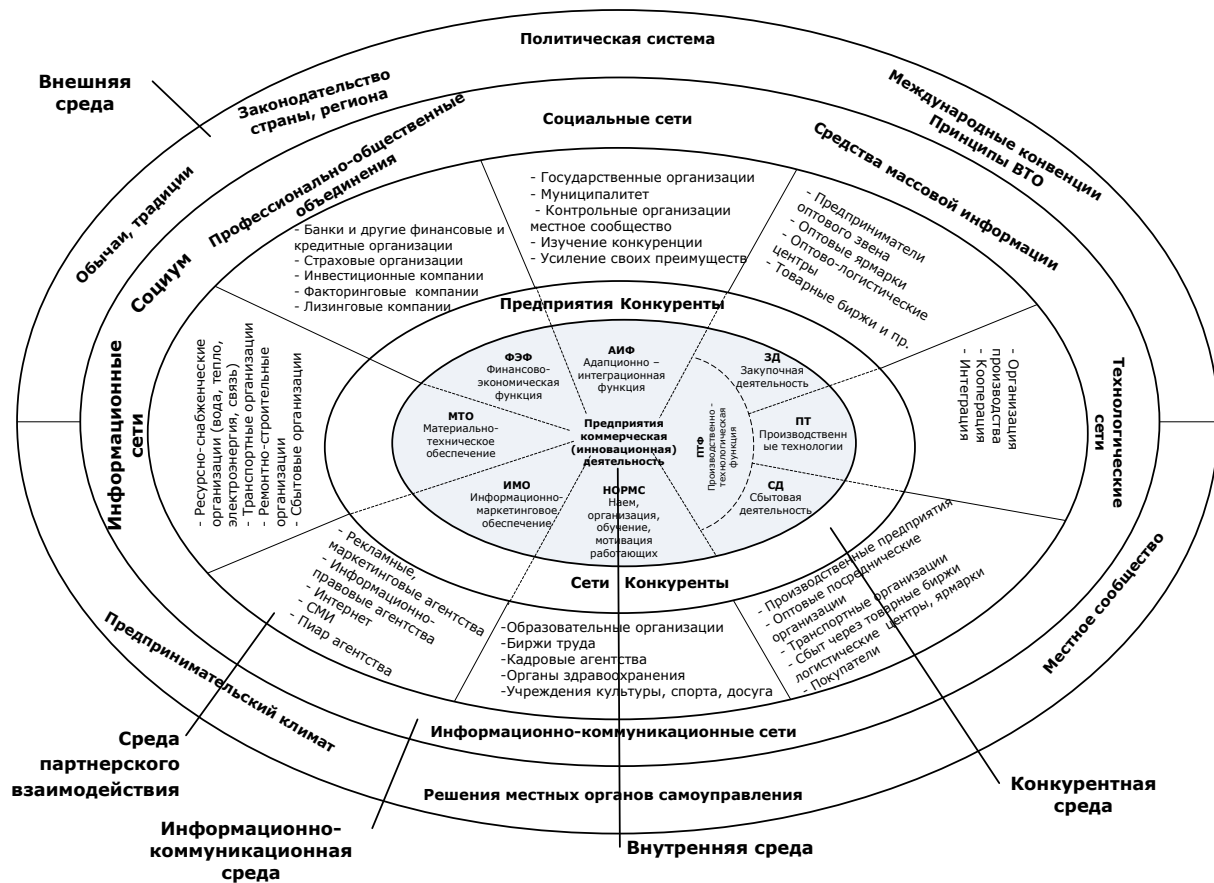 Политическая система
Внешняя
среда
Законодательство
страны, региона
Международные конвенции
Принципы ВТО
Обычаи, традиции
Социальные сети
Профессионально-общественные
объединения
Средства массовой информации
Социум
- Государственные организации
- Муниципалитет
- Контрольные организации
местное сообщество
- Изучение конкуренции
- Усиление своих преимуществ
- Банки и другие финансовые и
кредитные организации
- Страховые организации
- Инвестиционные компании
- Факторинговые компании
- Лизинговые компании
- Предприниматели
оптового звена
- Оптовые ярмарки
- Оптово-логистические
центры
- Товарные биржи и пр.
Предприятия Конкуренты
Информационные
сети
- Ресурсно-снабженческие
организации (вода, тепло,
электроэнергия, связь)
- Транспортные организации
- Ремонтно-строительные
организации
- Сбытовые организации
ФЭФ
Финансово-
экономическая
функция
АИФ
Адапционно –
интеграционная
функция
ЗД
Закупочная
деятельность
МТО
Материально-
техническое
обеспечение
Предприятия
коммерческая
(инновационная)
деятельность
ПТФ
Производственно -
технологическая
функция
ПТ
Производственн
ые технологии
ИМО
Информационно-
маркетинговое
обеспечение
НОРМС
Наем,
организация,
обучение,
мотивация
работающих
СД
Сбытовая
деятельность
- Организация
производства
- Кооперация
- Интеграция
Технологические
сети
Сети Конкуренты
- Рекламные,
маркетинговые агентства
- Информационно-
правовые агентства
- Интернет
- СМИ
- Пиар агентства
-Образовательные организации
-Биржи труда
-Кадровые агентства
-Органы здравоохранения
-Учреждения культуры, спорта, досуга
- Производственные предприятия
- Оптовые посреднические
организации
- Транспортные организации
- Сбыт через товарные биржи
логистические центры, ярмарки
- Покупатели
Местное сообщество
Предпринимательский климат
Информационно-коммуникационные сети
Решения местных органов самоуправления
Среда
партнерского
взаимодействия
Информационно-
коммуникационная
среда
Внутренняя среда
Конкурентная
среда